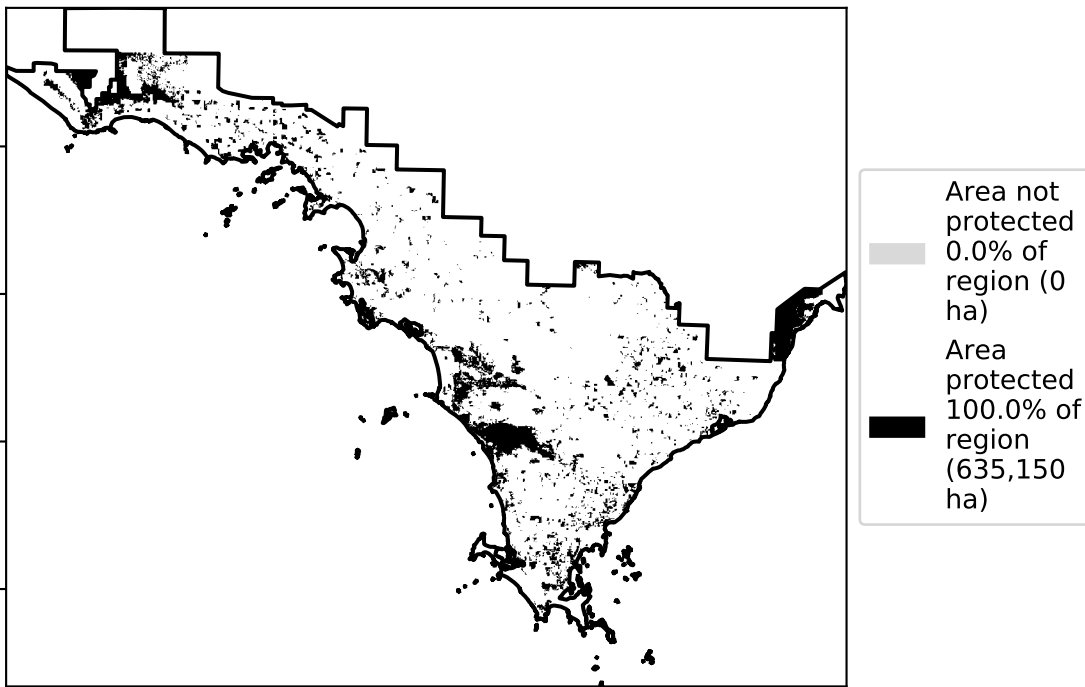 Area not
protected
0.0% of
region (0
ha)
Area
protected
100.0% of
region
(635,150
ha)